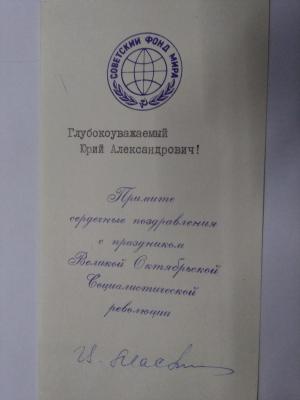 СОВЕТСКИЙ ФОНД МИРА
Глубокоуважаемый
Юрий Александрович!
Примите
сердечные поздравления
с праздником
Великой Октябрьской
Социалистической
революции